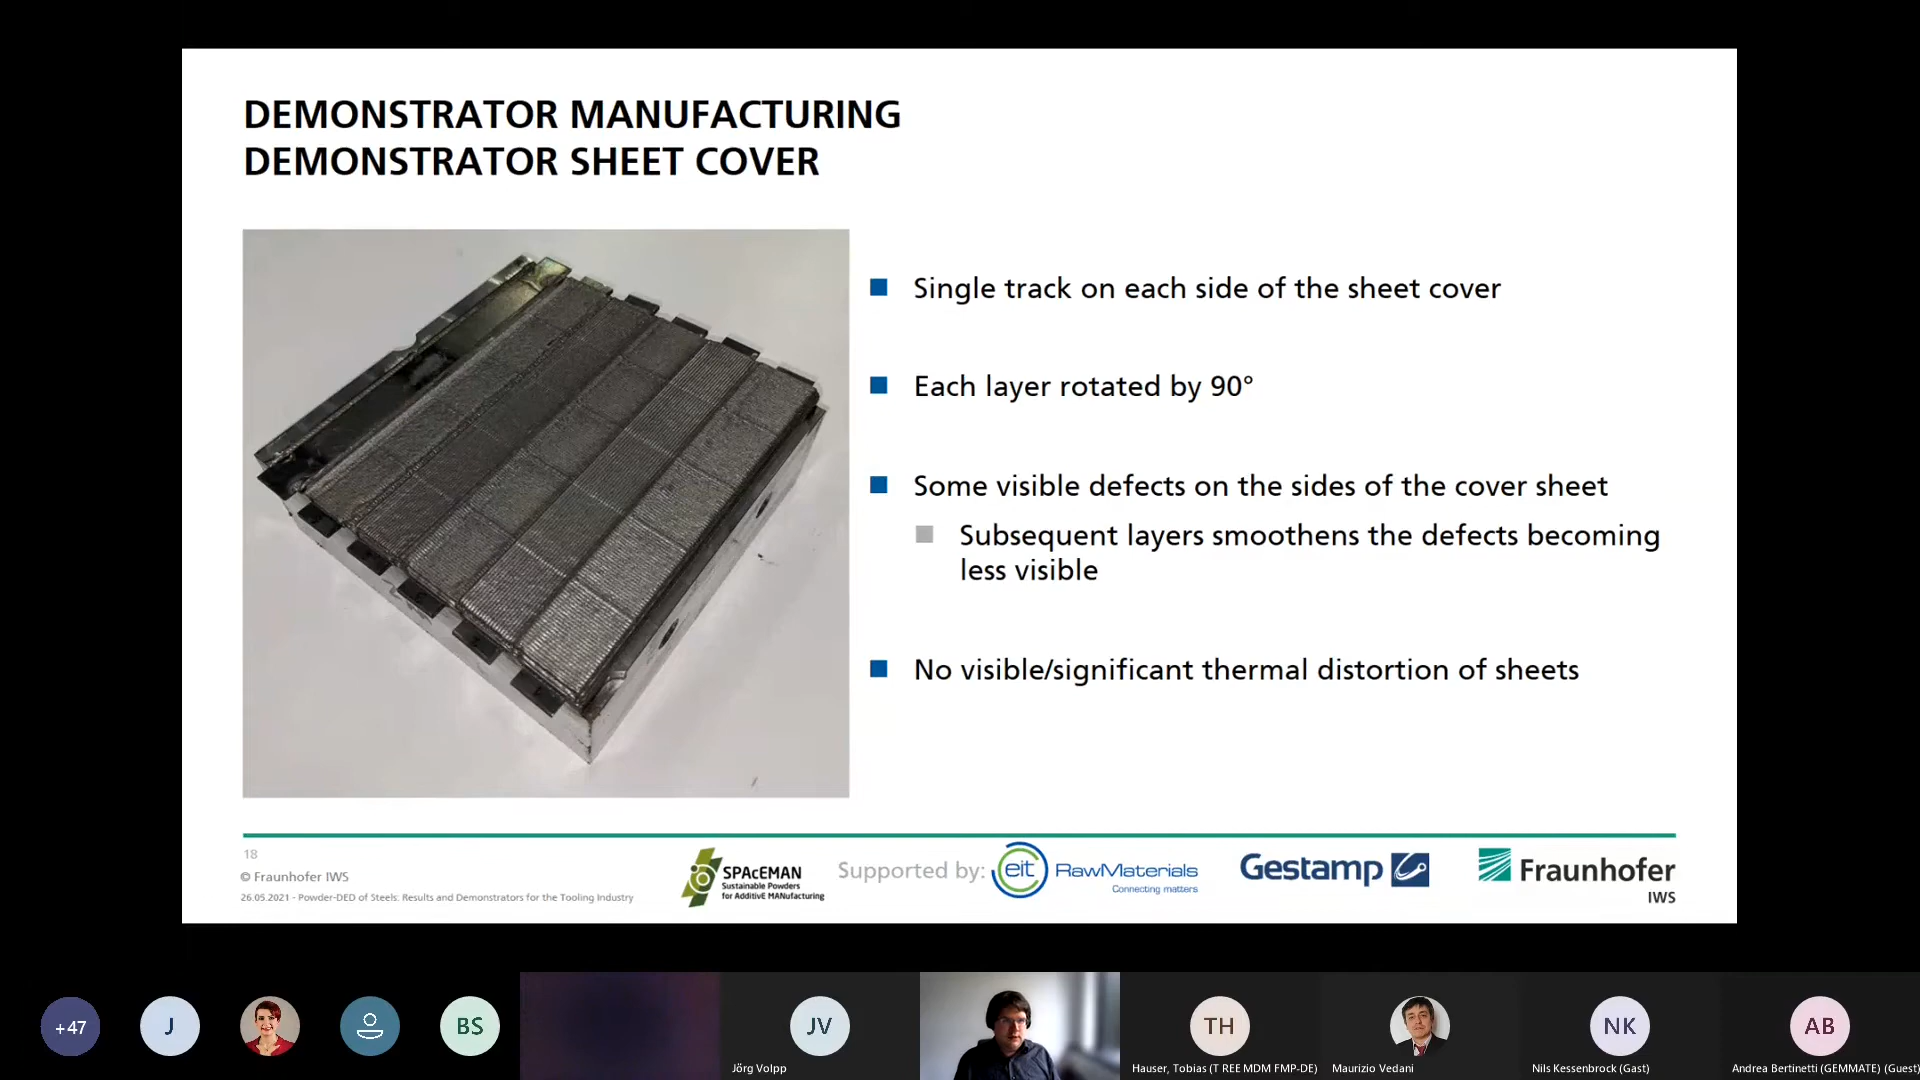 DEMONSTRATOR MANUFACTURING
DEMONSTRATOR SHEET COVER
Single track on each side of the sheet cover
Each layer rotated by 90°
Some visible defects on the sides of the cover sheet
Subsequent layers smoothens the defects becoming
less visible
No visible/significant thermal distortion of sheets
18
© Fraunhofer IWS
26.05.2021 - Powder-DED of Steels: Results and Demonstrators for the Tooling Industry
SPAcEMAN
Sustainable Powders
for AdditivE MANufacturing
Supported by:
eit RawMaterials
Connecting matters
Gestamp
Fraunhofer
IWS
+47
J
BS
JV
Jörg Volpp
TH
Hauser, Tobias (T REE MDM FMP-DE)
Maurizio Vedani
NK
Nils Kessenbrock (Gast)
AB
Andrea Bertinetti (GEMMATE) (Guest)